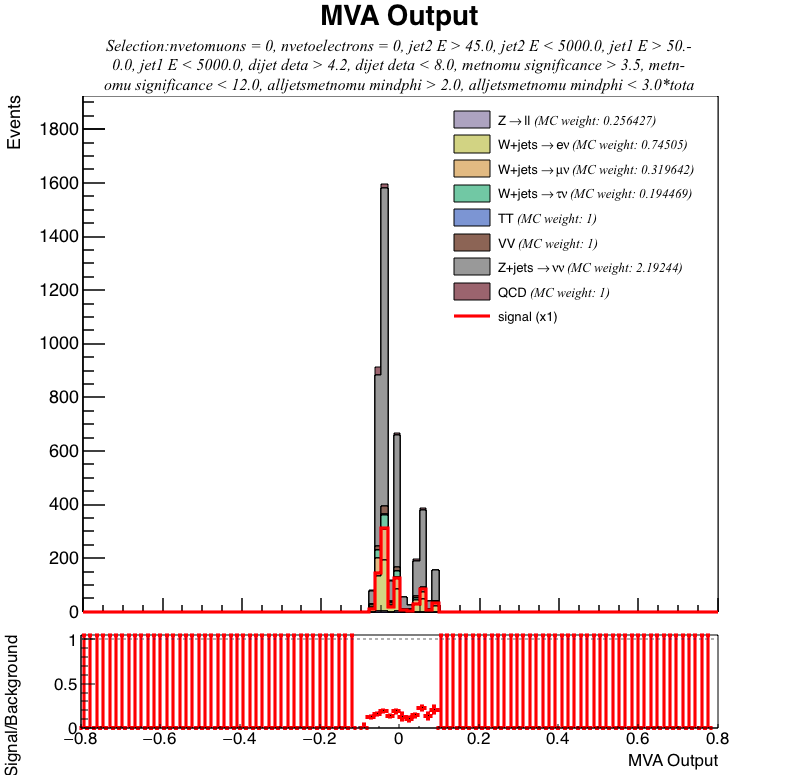 MVA Output
Selection:nvetomuons = 0, nvetoelectrons = 0, jet2 E > 45.0, jet2 E < 5000.0, jet1 E > 50.-
0.0, jet1 E < 5000.0, dijet deta > 4.2, dijet deta < 8.0, metnomu significance > 3.5, metn-
omu significance < 12.0, alljetsmetnomu mindphi > 2.0, alljetsmetnomu mindphi < 3.0*tota
Events
1800
1600
1400
1200
1000
800
600
400
200
0
Z→ll (MC weight: 0.256427)
W+jets→eν (MC weight: 0.74505)
W+jets→μν (MC weight: 0.319642)
W+jets→τν (MC weight: 0.194469)
TT (MC weight: 1)
VV (MC weight: 1)
Z+jets→νν (MC weight: 2.19244)
QCD (MC weight: 1)
signal (x1)
Signal/Background
1
0.5
0
−0.8 −0.6 −0.4 −0.2 0 0.2 0.4 0.6 0.8
MVA Output